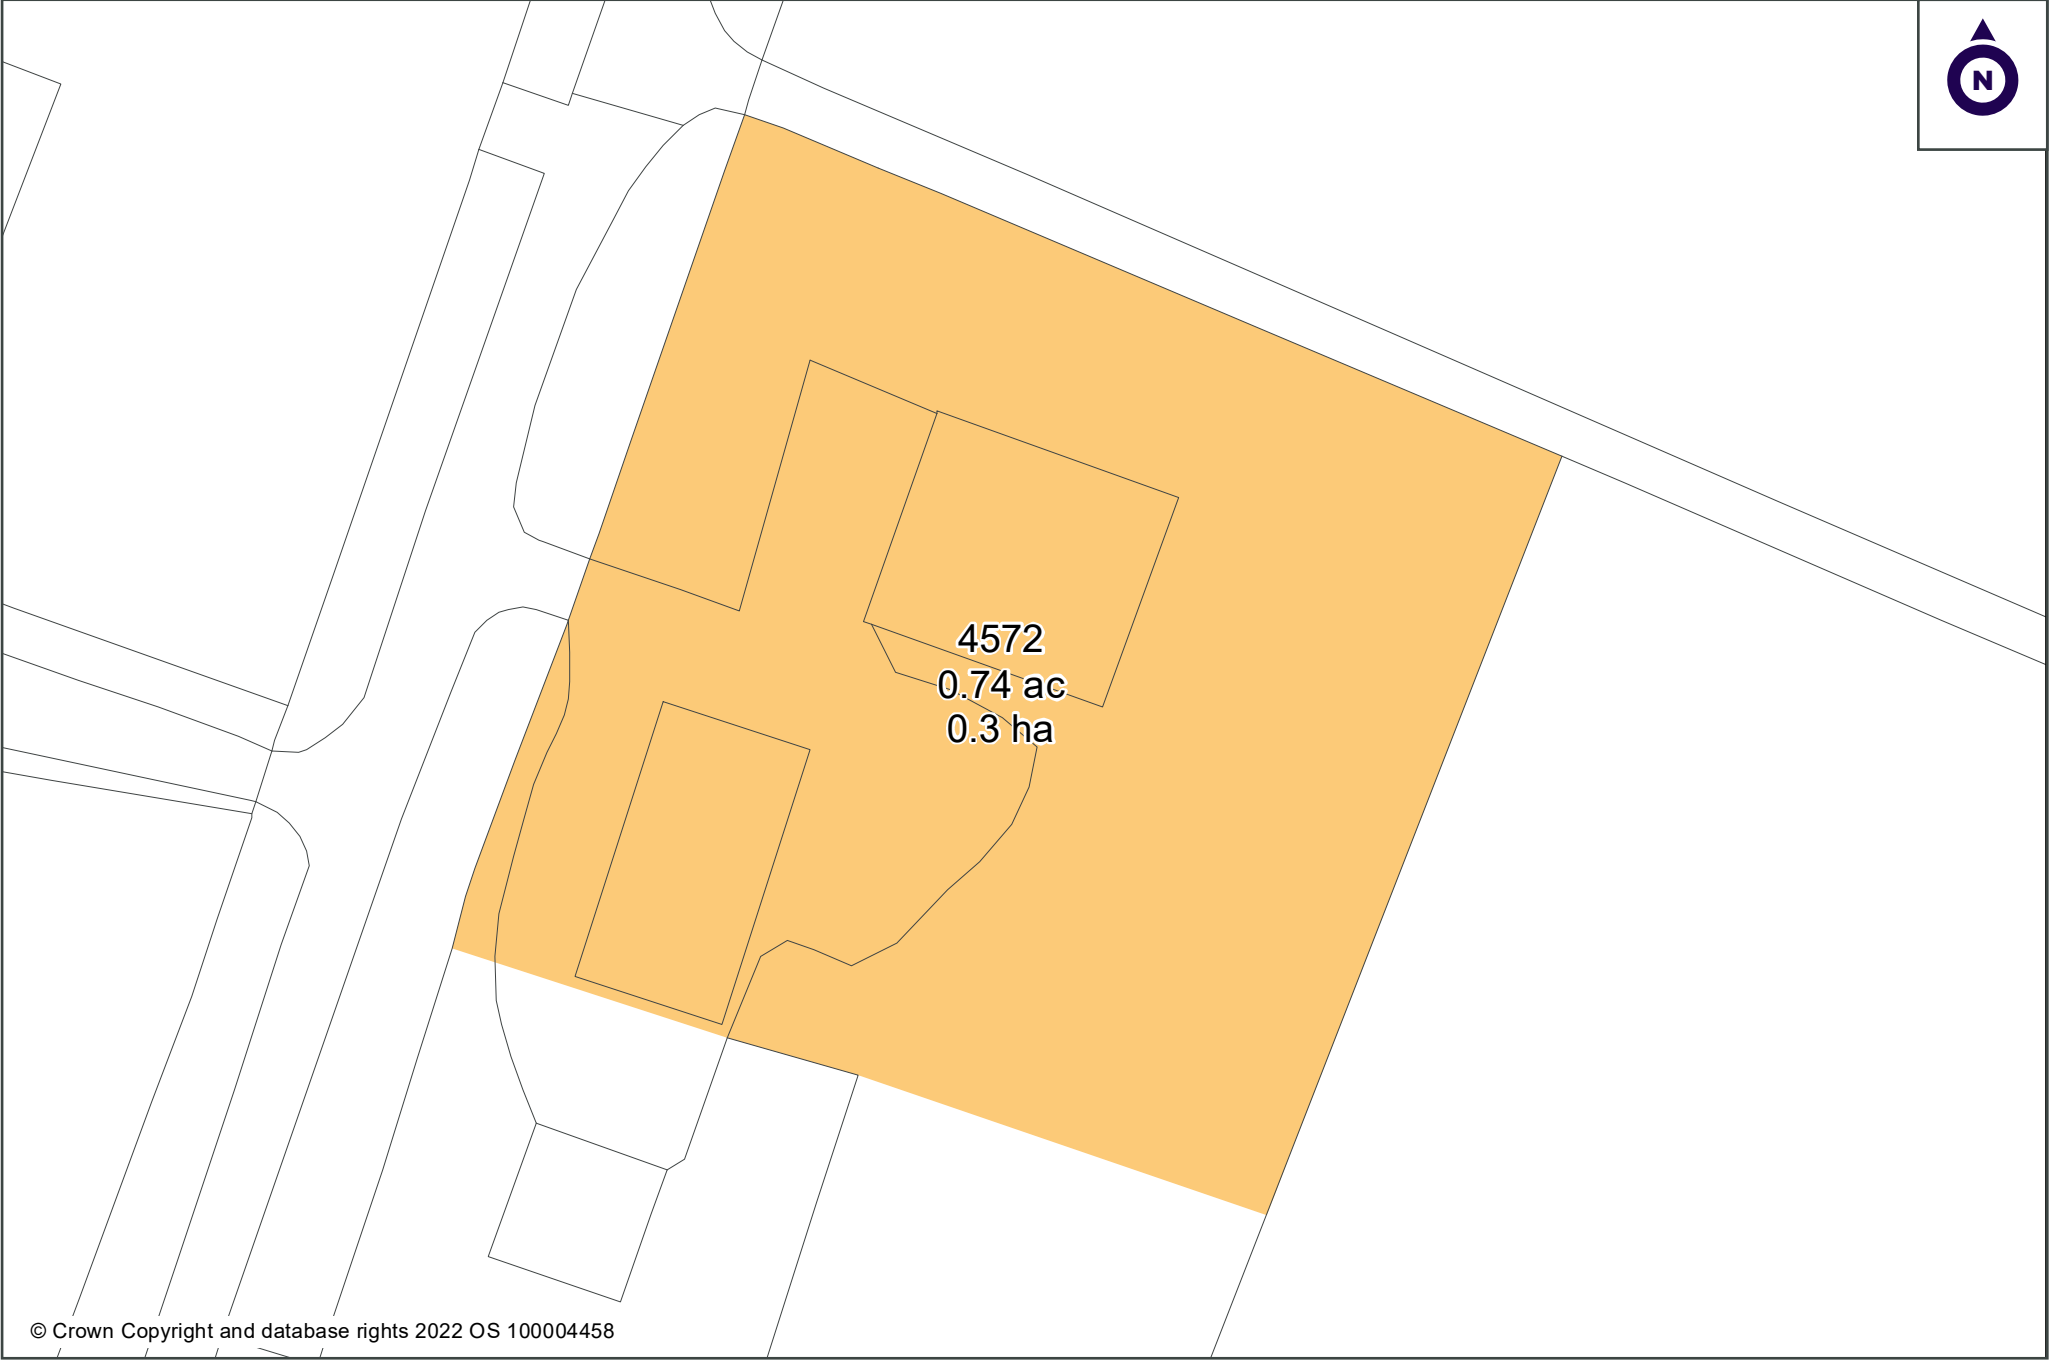 N
4572
0.74 ac
0.3 ha
© Crown Copyright and database rights 2022 OS 100004458